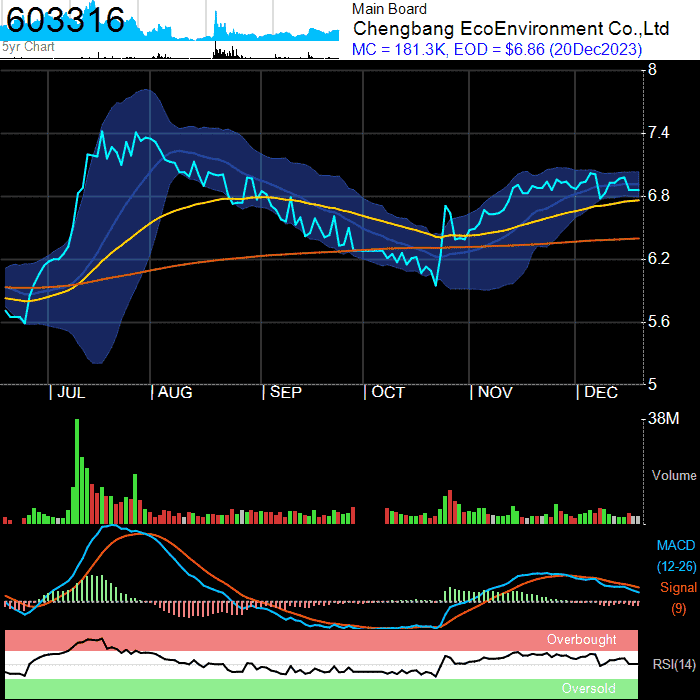 603316
5yr Chart
Main Board
Chengbang EcoEnvironment Co.,Ltd
MC = 181.3K, EOD = $6.86 (20Dec2023)
8
7.4
6.8
6.2
5.6
5
| JUL | AUG | SEP | OCT | NOV | DEC
38M
Volume
MACD
(12-26)
Signal
(9)
Overbought
RSI(14)
Oversold